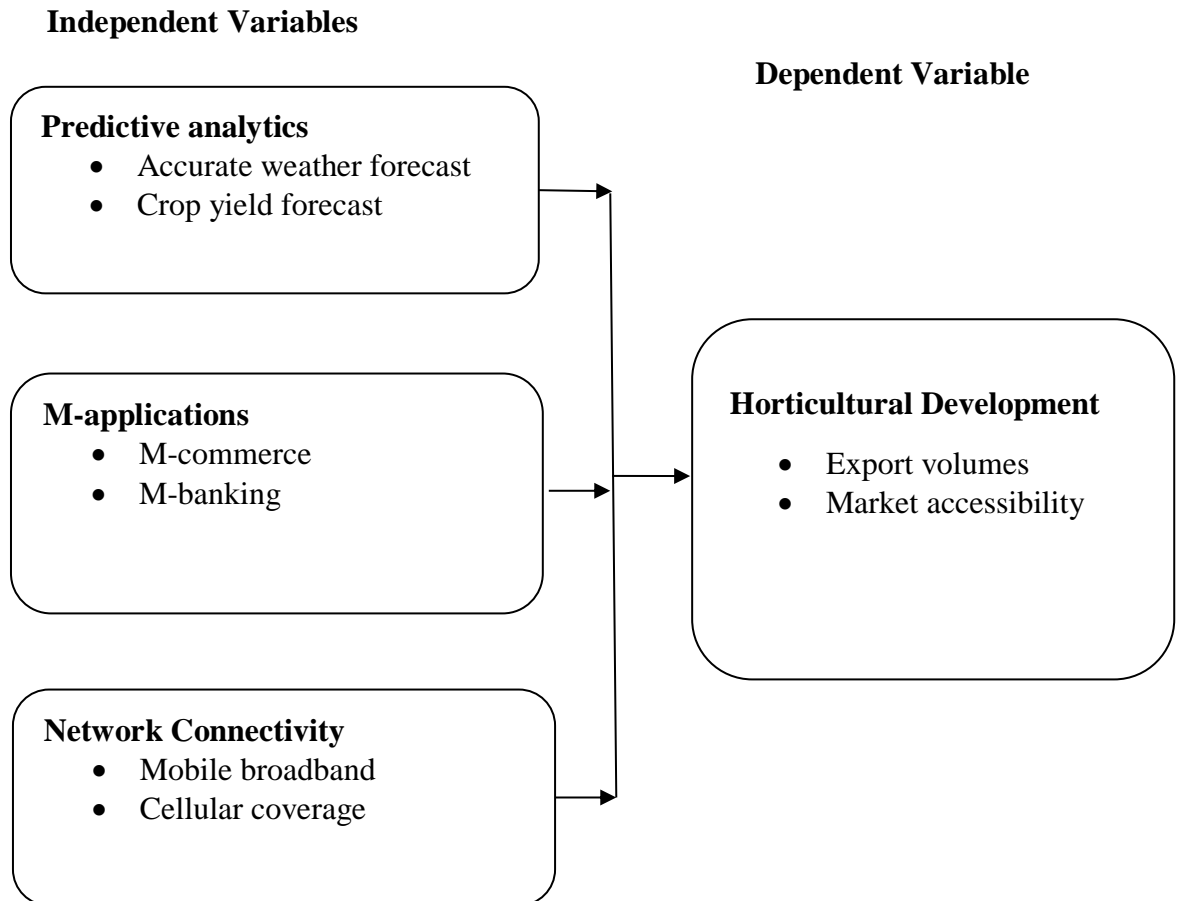 Independent Variables
Dependent Variable
Predictive analytics
• Accurate weather forecast
• Crop yield forecast
M-applications
• M-commerce
• M-banking
Network Connectivity
• Mobile broadband
• Cellular coverage
Horticultural Development
• Export volumes
• Market accessibility